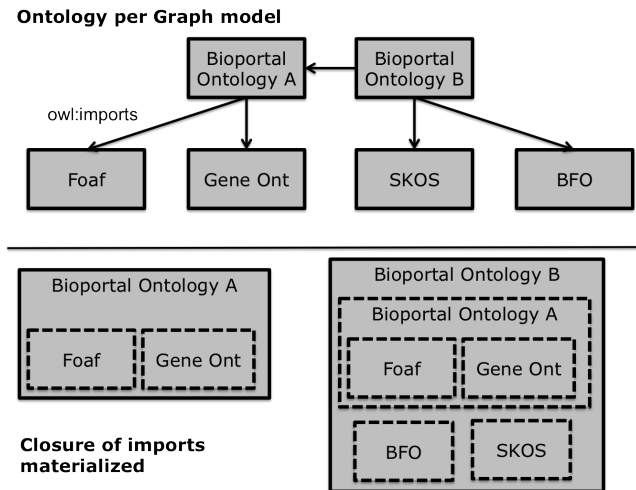 Ontology per Graph model
Bioportal
Ontology A
Bioportal
Ontology B
owl:imports
Foaf
Gene Ont
SKOS
BFO
Bioportal Ontology A
Foaf
Gene Ont
Bioportal Ontology B
Bioportal Ontology A
Foaf
Gene Ont
BFO
SKOS
Closure of imports
materialized